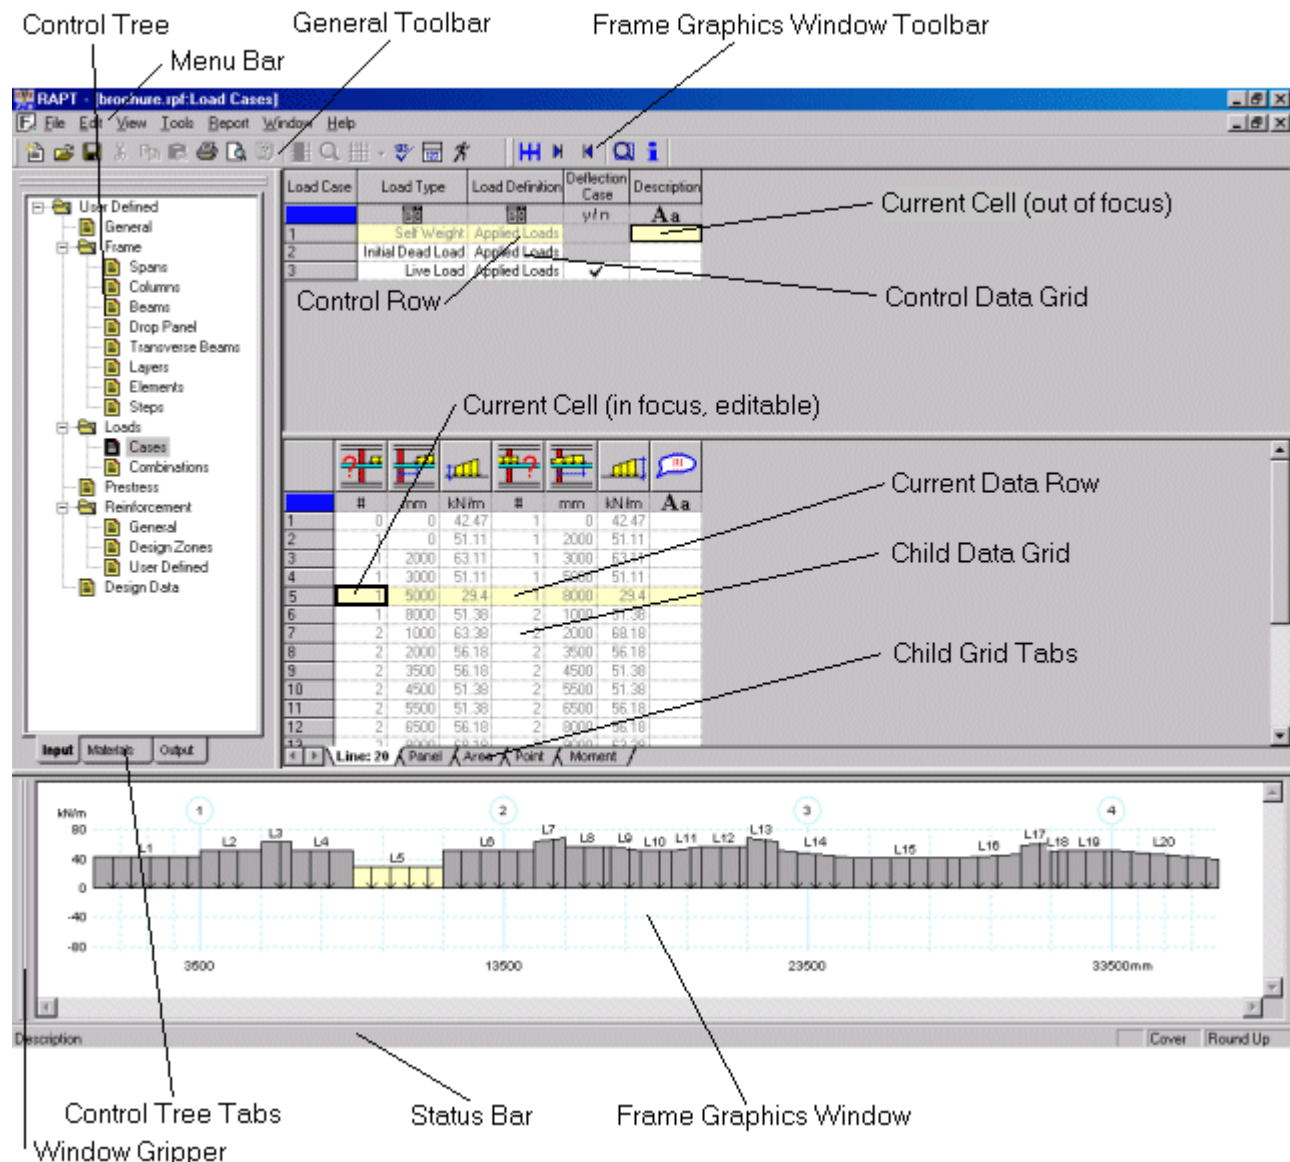 Control Tree
General Toolbar
Frame Graphics Window Toolbar
Menu Bar
RAPT - [brochure.rpf:Load Cases]
File Edit View Tools Report Window Help
Load Case Load Type Load Definition Deflection Case Description
y/n Aa
1 Self Weight Applied Loads
2 Initial Dead Load Applied Loads
3 Live Load Applied Loads
Current Cell (out of focus)
Control Row
Control Data Grid
User Defined
General
Frame
Spans
Columns
Beams
Drop Panel
Transverse Beams
Layers
Elements
Steps
Loads
Cases
Combinations
Prestress
Reinforcement
General
Design Zones
User Defined
Design Data
Input Materials Output
Current Cell (in focus, editable)
Current Data Row
Child Data Grid
Child Grid Tabs
# mm kN/m # mm kN/m Aa
1 0 0 42.47 1 0 42.47
2 1 0 51.11 1 2000 51.11
3 1 2000 63.11 1 3000 63.11
4 1 3000 51.11 1 5000 51.11
5 1 5000 29.4 1 8000 29.4
6 1 8000 51.38 2 1000 51.38
7 2 1000 63.38 2 2000 68.18
8 2 2000 56.18 2 3500 56.18
9 2 3500 56.18 2 4500 51.38
10 2 4500 51.38 2 5500 51.38
11 2 5500 51.38 2 6500 56.18
12 2 6500 56.18 2 8000 56.18
Line: 20 Panel Area Point Moment
kN/m
80
40
0
-40
-80
1 2 3 4
L1 L2 L3 L4 L5 L6 L7 L8 L9 L10 L11 L12 L13 L14 L15 L16 L17 L18 L19 L20
3500 13500 23500 33500mm
Description Cover Round Up
Control Tree Tabs
Status Bar
Frame Graphics Window
Window Gripper